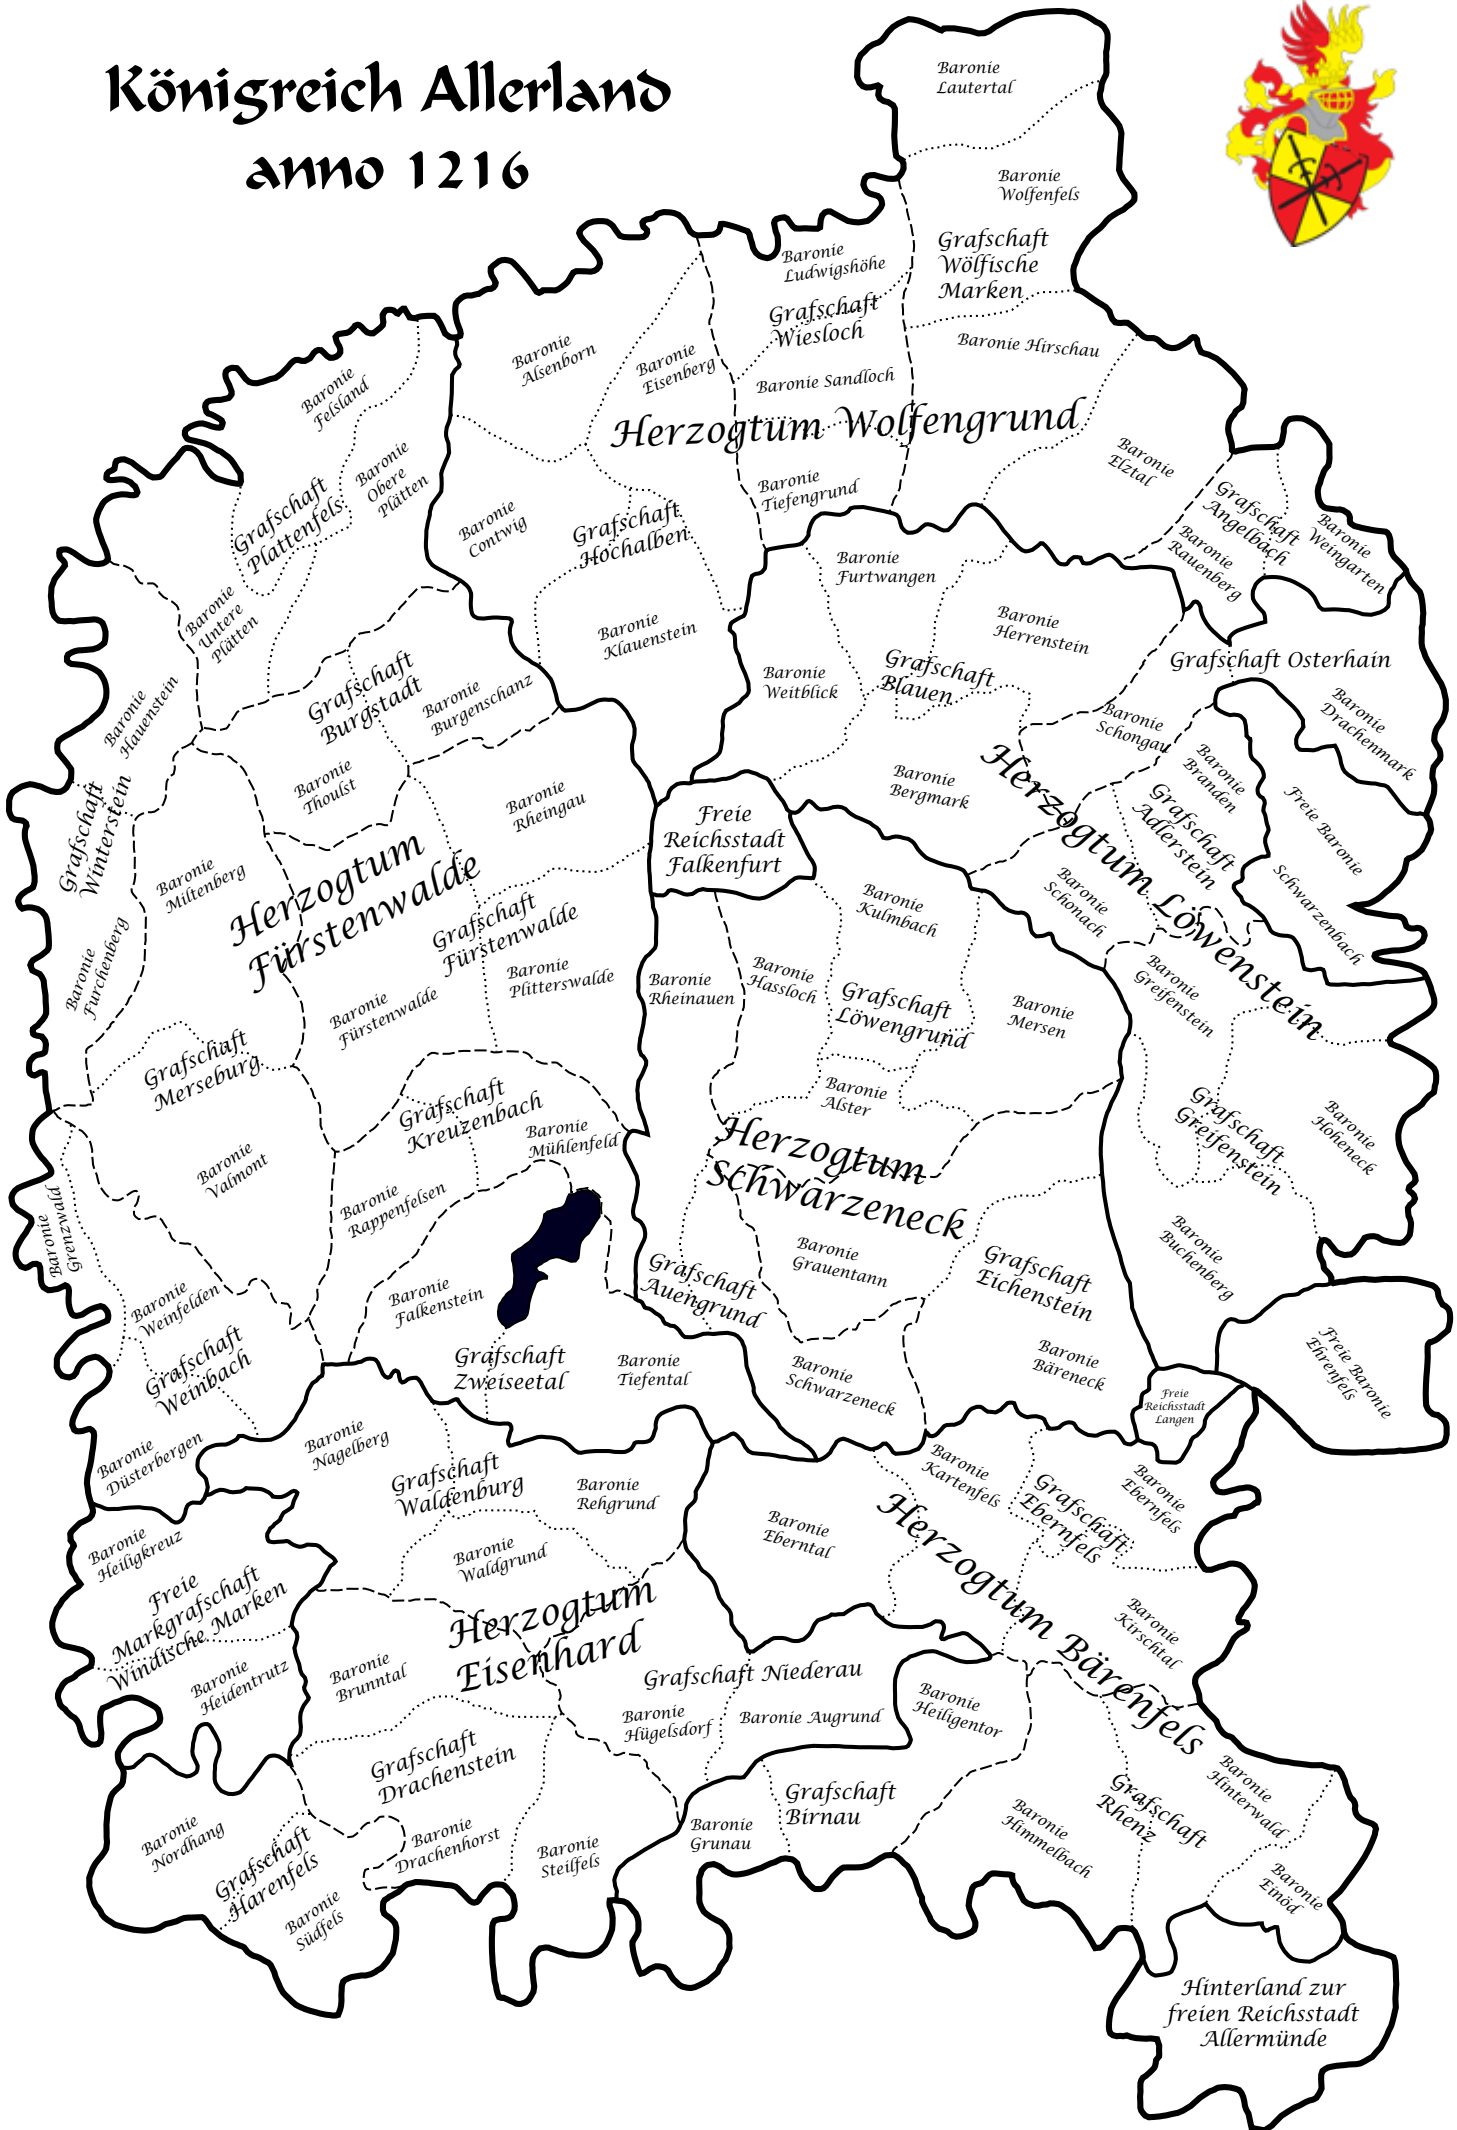 Königreich Allerland
anno 1216
Baronie
Lautertal
Baronie
Wolfenfels
Grafschaft
Wölfische
Marken
Baronie
Ludwigshöhe
Grafschaft
Wiesloch
Baronie Hirschau
Baronie
Alsenborn
Baronie
Eisenberg
Baronie Sandloch
Herzogtum Wolfengrund
Baronie
Felsland
Baronie
Obere
Plätten
Grafschaft
Plattenfels
Baronie
Untere
Plätten
Baronie
Contwig
Grafschaft
Hochalben
Baronie
Tiefengrund
Baronie
Elztal
Grafschaft
Angelbach
Baronie
Weingarten
Baronie
Rauenberg
Baronie
Klauenstein
Baronie
Furtwangen
Baronie
Herrenstein
Baronie
Weitblick
Grafschaft
Blauen
Grafschaft Osterhain
Baronie
Drachenmark
Baronie
Hauenstein
Grafschaft
Burgstadt
Baronie
Burgenschanz
Baronie
Thoulst
Baronie
Rheingau
Baronie
Schongau
Baronie
Branden
Baronie
Bergmark
Herzogtum Löwenstein
Grafschaft
Adlerstein
Freie Baronie
Schwarzenbach
Grafschaft
Winterstein
Baronie
Miltenberg
Herzogtum
Fürstenwalde
Freie
Reichsstadt
Falkenfurt
Baronie
Kulmbach
Baronie
Schonach
Baronie
Furchenberg
Grafschaft
Fürstenwalde
Baronie
Plitterswalde
Baronie
Fürstenwalde
Baronie
Rheinauen
Baronie
Hassloch
Grafschaft
Löwengrund
Baronie
Mersen
Baronie
Greifenstein
Grafschaft
Merseburg
Grafschaft
Kreuzenbach
Baronie
Mühlenfeld
Baronie
Alster
Grafschaft
Greifenstein
Baronie
Hoheneck
Baronie
Valmont
Baronie
Rappenfelsen
Herzogtum
Schwarzeneck
Baronie
Grenzwald
Baronie
Weinfelden
Baronie
Falkenstein
Grafschaft
Auengrund
Baronie
Grauentann
Grafschaft
Eichenstein
Baronie
Buchenberg
Grafschaft
Weinbach
Grafschaft
Zweiseetal
Baronie
Tiefental
Baronie
Schwarzeneck
Baronie
Bäreneck
Freie
Reichsstadt
Langen
Freie Baronie
Ehrenfels
Baronie
Düsterbergen
Baronie
Nagelberg
Grafschaft
Waldenburg
Baronie
Rehgrund
Baronie
Eberntal
Baronie
Kartenfels
Grafschaft
Ebernfels
Baronie
Ebernfels
Baronie
Heiligkreuz
Freie
Markgrafschaft
Windische Marken
Baronie
Heidentrutz
Baronie
Waldgrund
Herzogtum
Eisenhard
Herzogtum Bärenfels
Baronie
Kirschtal
Baronie
Brunntal
Grafschaft Niederau
Baronie
Hügelsdorf
Baronie Augrund
Baronie
Heiligentor
Grafschaft
Drachenstein
Baronie
Nordhang
Grafschaft
Harenfels
Baronie
Südfels
Baronie
Drachenhorst
Baronie
Steilfels
Baronie
Grunau
Grafschaft
Birnau
Baronie
Himmelbach
Grafschaft
Rhenz
Baronie
Hinterwald
Baronie
Einöd
Hinterland zur
freien Reichsstadt
Allermünde